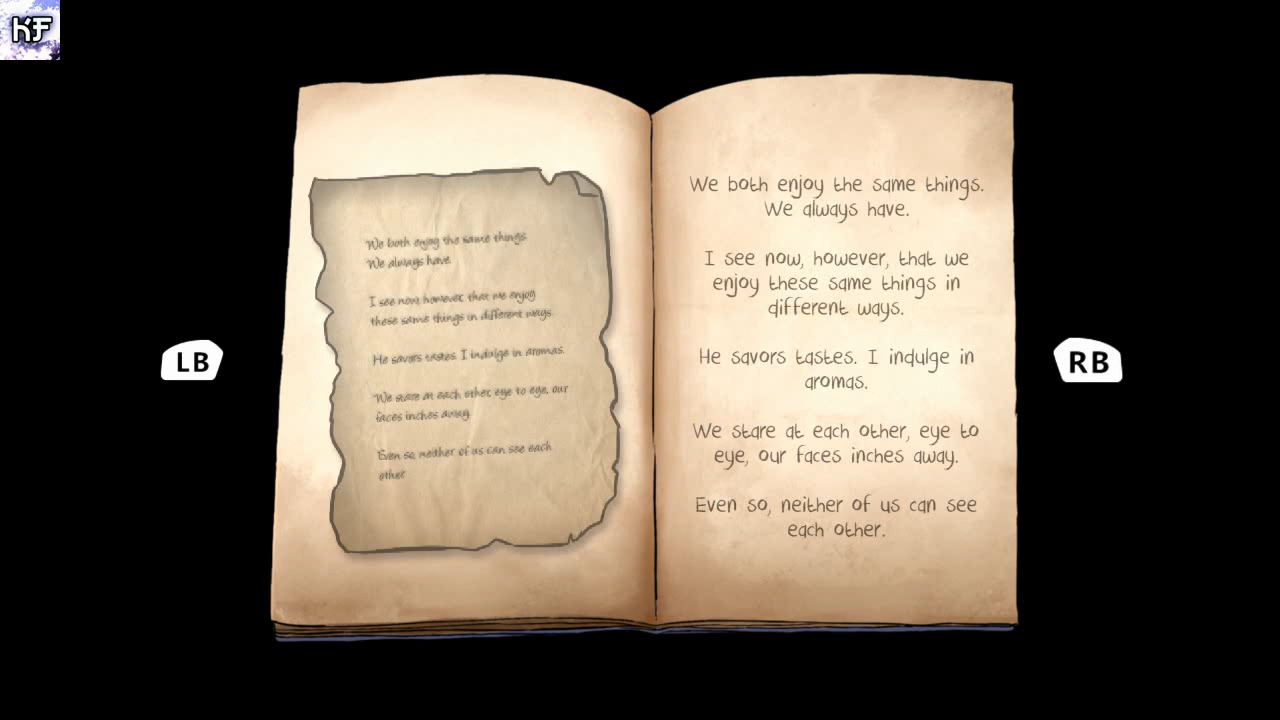 KF
We both enjoy the same things.
We always have.
I see now, however, that we enjoy
these same things in different ways.
He savors tastes. I indulge in aromas.
We stare at each other, eye to eye, our
faces inches away.
Even so, neither of us can see each
other.
We both enjoy the same things.
We always have.
I see now, however, that we
enjoy these same things in
different ways.
He savors tastes. I indulge in
aromas.
We stare at each other, eye to
eye, our faces inches away.
Even so, neither of us can see
each other.
LB
RB